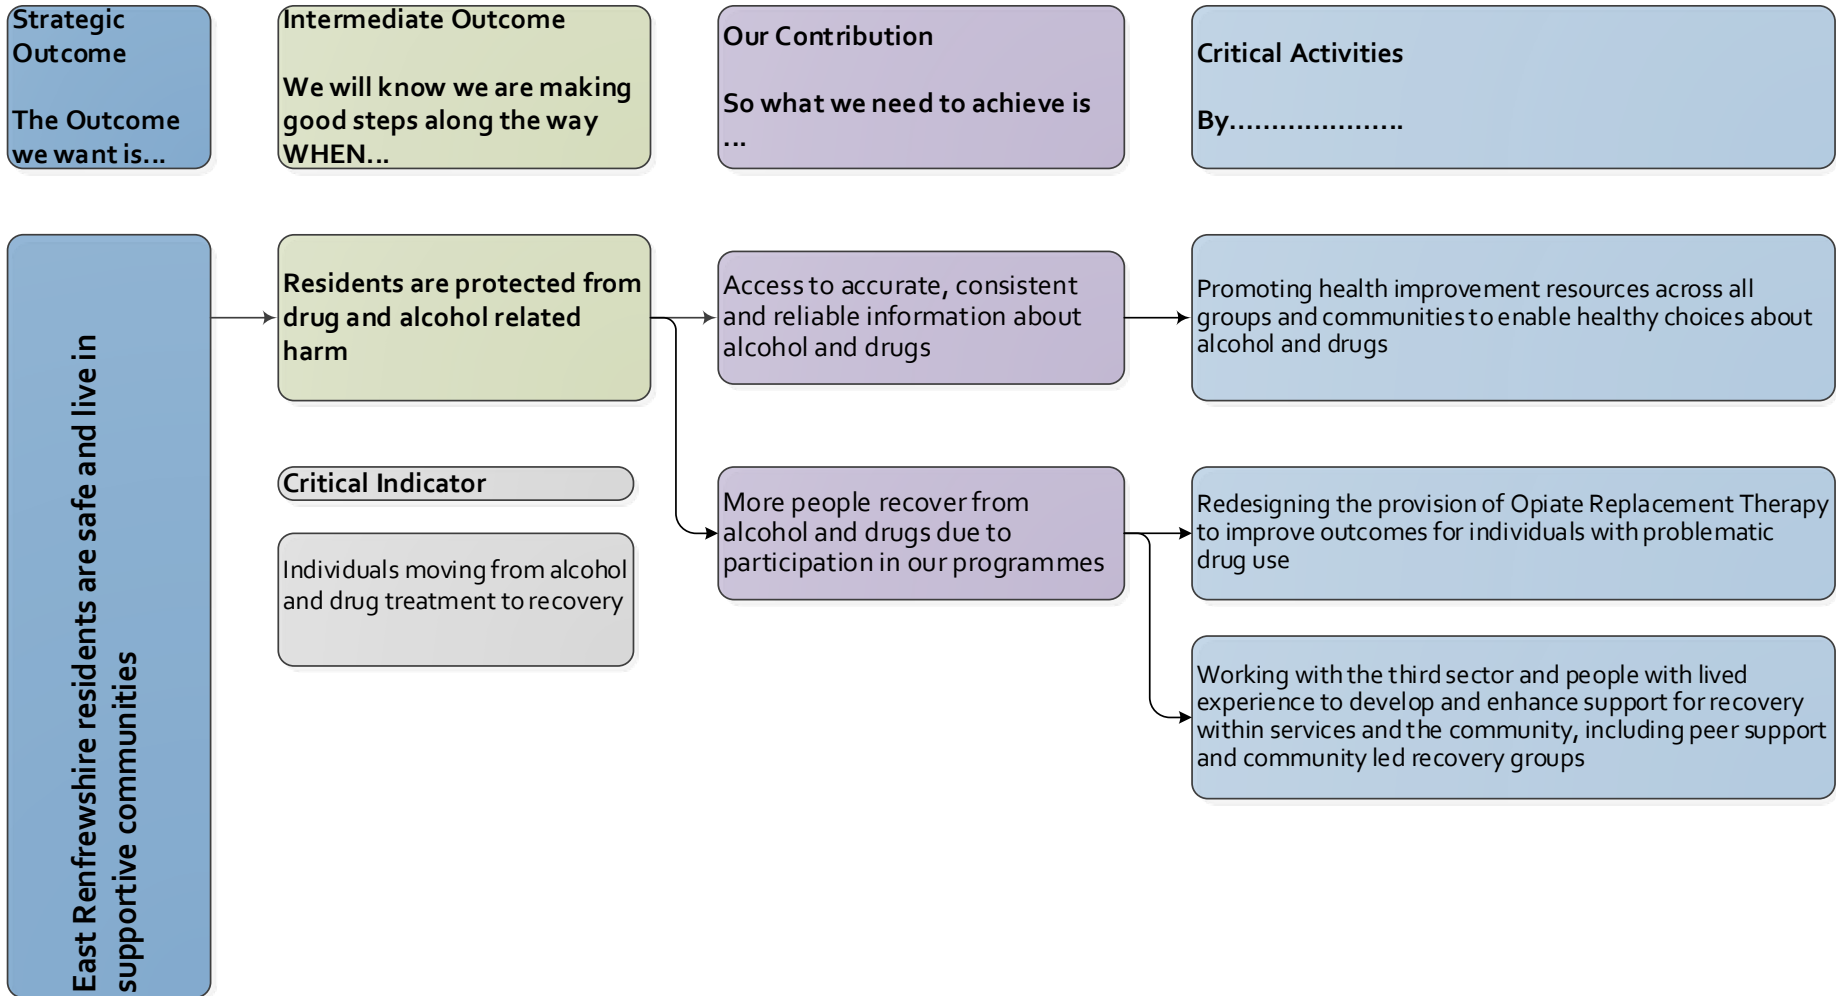 Strategic
Outcome
The Outcome
we want is...
Intermediate Outcome
We will know we are making
good steps along the way
WHEN...
Our Contribution
So what we need to achieve is
...
Critical Activities
By.....................
East Renfrewshire residents are safe and live in
supportive communities
Residents are protected from
drug and alcohol related
harm
Critical Indicator
Individuals moving from alcohol
and drug treatment to recovery
Access to accurate, consistent
and reliable information about
alcohol and drugs
More people recover from
alcohol and drugs due to
participation in our programmes
Promoting health improvement resources across all
groups and communities to enable healthy choices about
alcohol and drugs
Redesigning the provision of Opiate Replacement Therapy
to improve outcomes for individuals with problematic
drug use
Working with the third sector and people with lived
experience to develop and enhance support for recovery
within services and the community, including peer support
and community led recovery groups